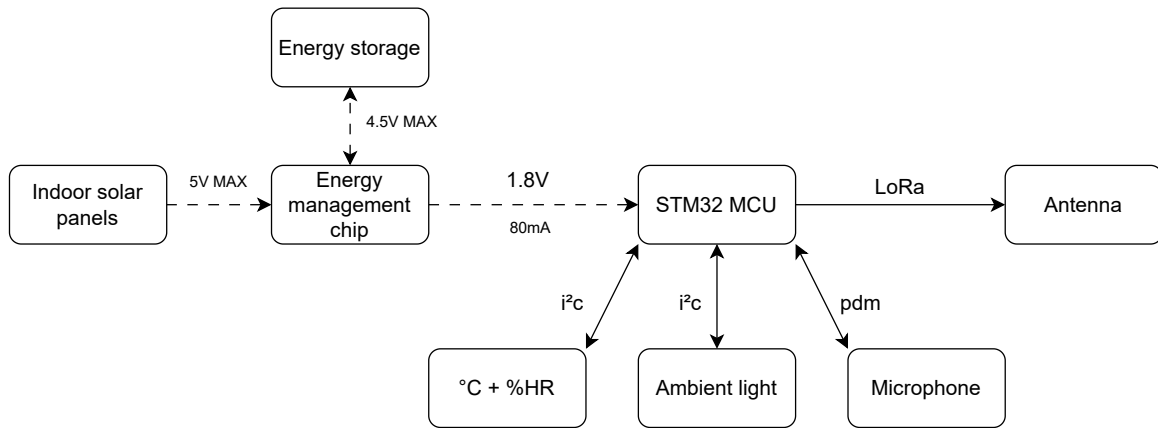 Energy storage
4.5V MAX
Indoor solar
panels
5V MAX
Energy
management
chip
1.8V
80mA
STM32 MCU
LoRa
Antenna
i²c
i²c
pdm
°C + %HR
Ambient light
Microphone